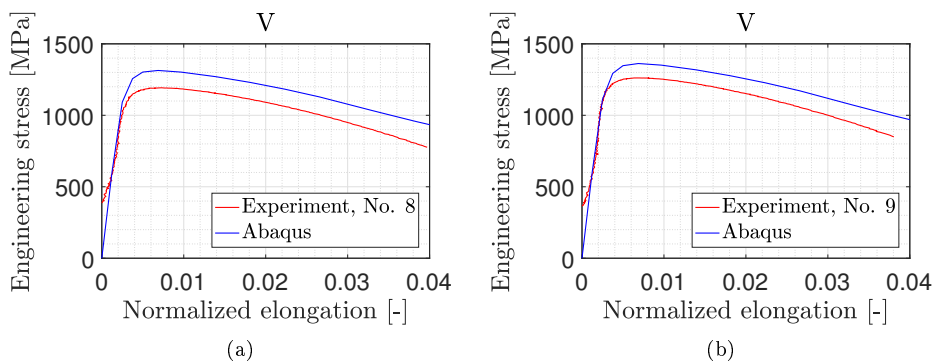 V
Engineering stress [MPa]
1500
1000
500
0
Experiment, No. 8
Abaqus
0 0.01 0.02 0.03 0.04
Normalized elongation [-]
(a)
V
Engineering stress [MPa]
1500
1000
500
0
Experiment, No. 9
Abaqus
0 0.01 0.02 0.03 0.04
Normalized elongation [-]
(b)